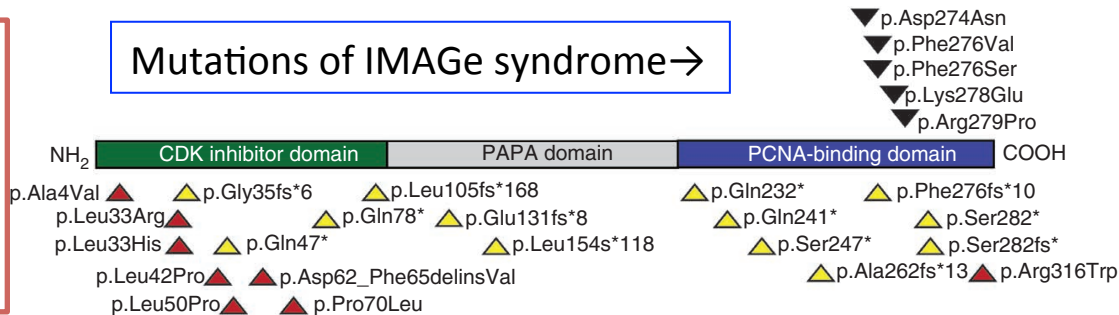 Mutations of IMAGe syndrome→
p.Asp274Asn
p.Phe276Val
p.Phe276Ser
p.Lys278Glu
p.Arg279Pro
NH2 CDK inhibitor domain PAPA domain PCNA-binding domain COOH
p.Ala4Val p.Gly35fs*6 p.Leu105fs*168 p.Gln232* p.Phe276fs*10
p.Leu33Arg p.Gln78* p.Glu131fs*8 p.Gln241* p.Ser282*
p.Leu33His p.Gln47* p.Leu154s*118 p.Ser247* p.Ser282fs*
p.Leu42Pro p.Asp62_Phe65delinsVal p.Ala262fs*13 p.Arg316Trp
p.Leu50Pro p.Pro70Leu